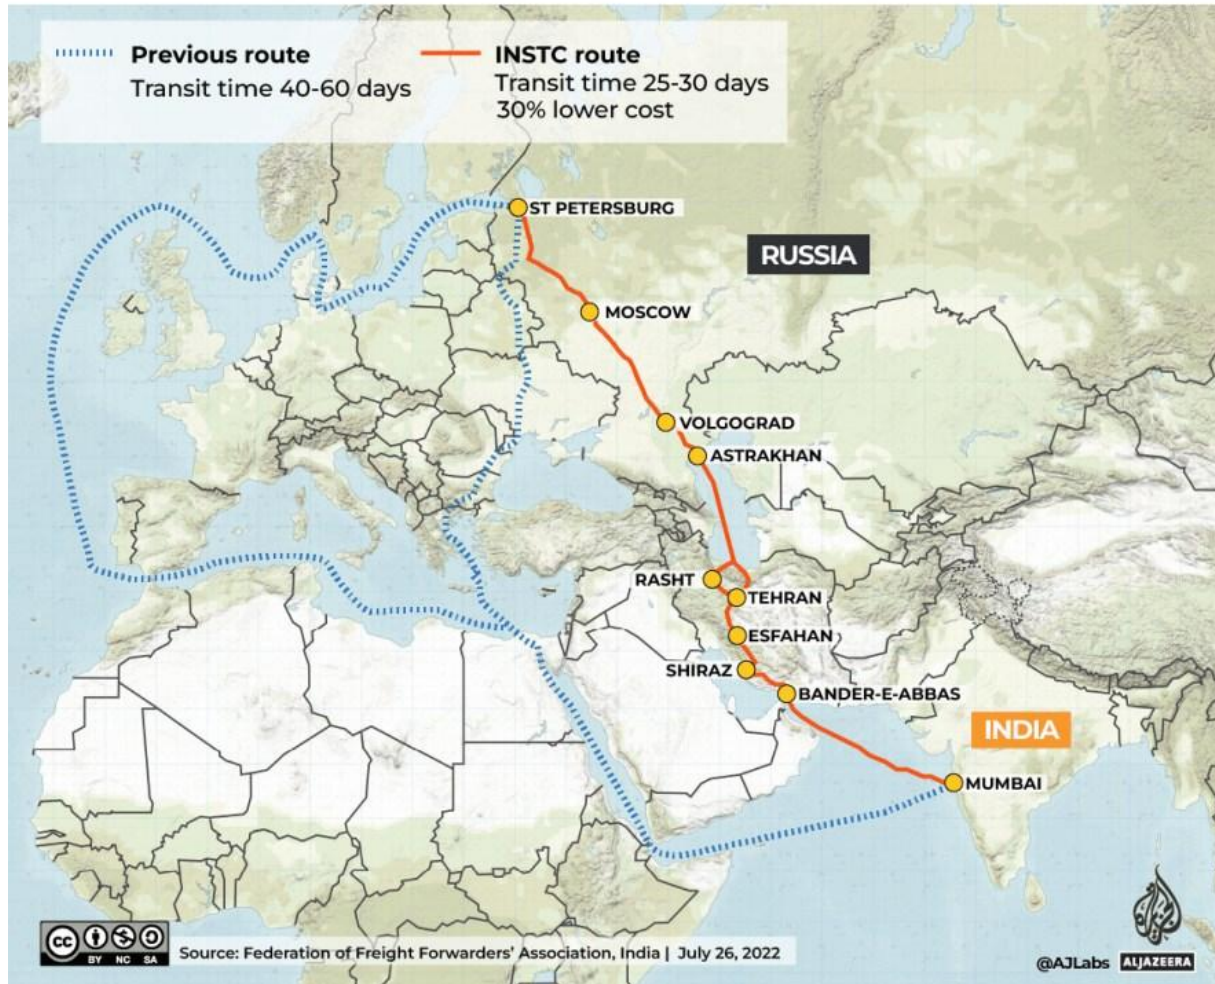 Previous route
Transit time 40-60 days
INSTC route
Transit time 25-30 days
30% lower cost
ST PETERSBURG
RUSSIA
MOSCOW
VOLGOGRAD
ASTRAKHAN
RASHT
TEHRAN
ESFAHAN
SHIRAZ
BANDER-E-ABBAS
INDIA
MUMBAI
cc
BY NC SA
Source: Federation of Freight Forwarders' Association, India | July 26, 2022
@AJLabs ALJAZEERA